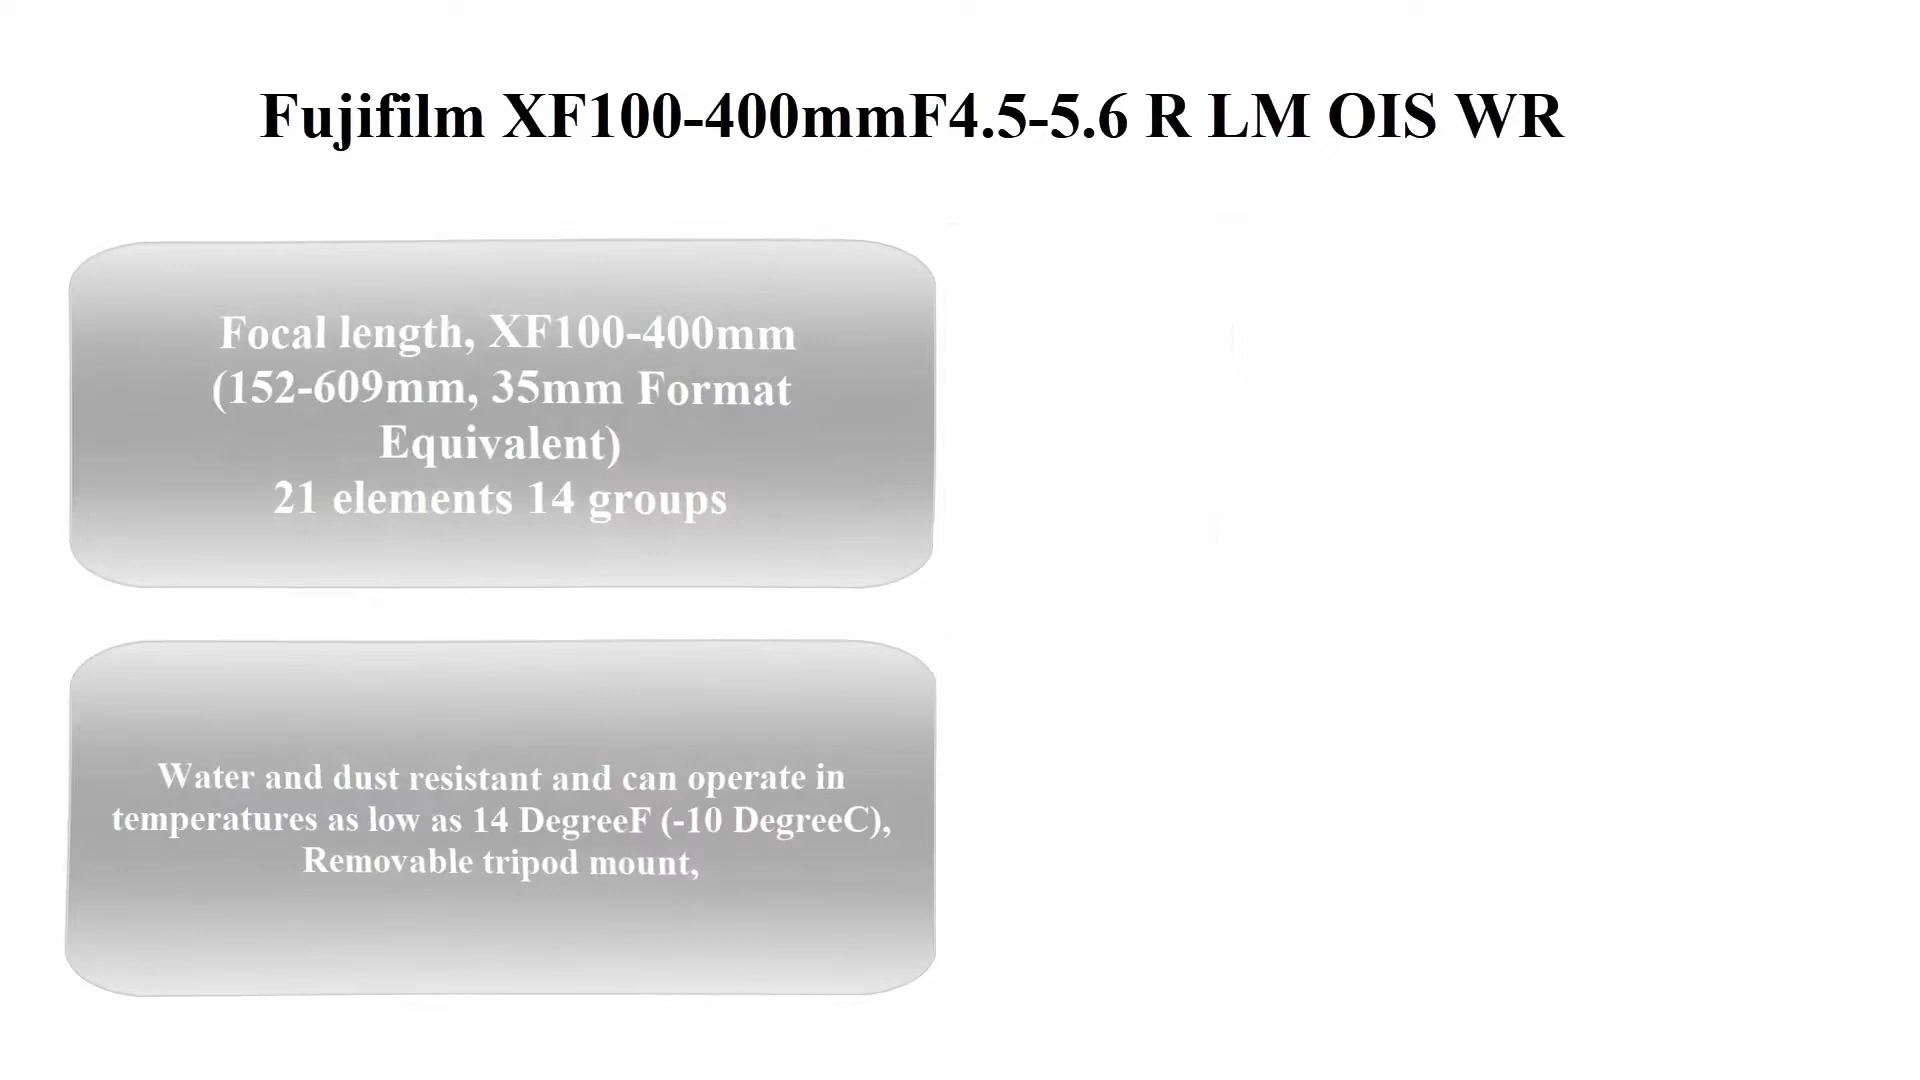 Fujifilm XF100-400mmF4.5-5.6 R LM OIS WR
Focal length, XF100-400mm
(152-609mm, 35mm Format
Equivalent)
21 elements 14 groups
Water and dust resistant and can operate in
temperatures as low as 14 DegreeF (-10 DegreeC),
Removable tripod mount,